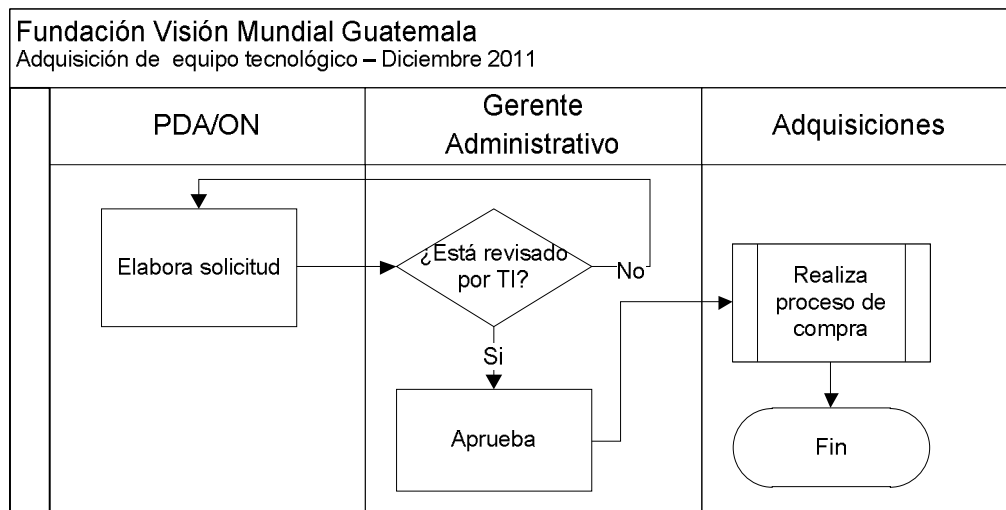 Fundación Visión Mundial Guatemala
Adquisición de equipo tecnológico – Diciembre 2011
PDA/ON
Gerente
Administrativo
Adquisiciones
Elabora solicitud
¿Está revisado
por TI?
No
Si
Aprueba
Realiza
proceso de
compra
Fin